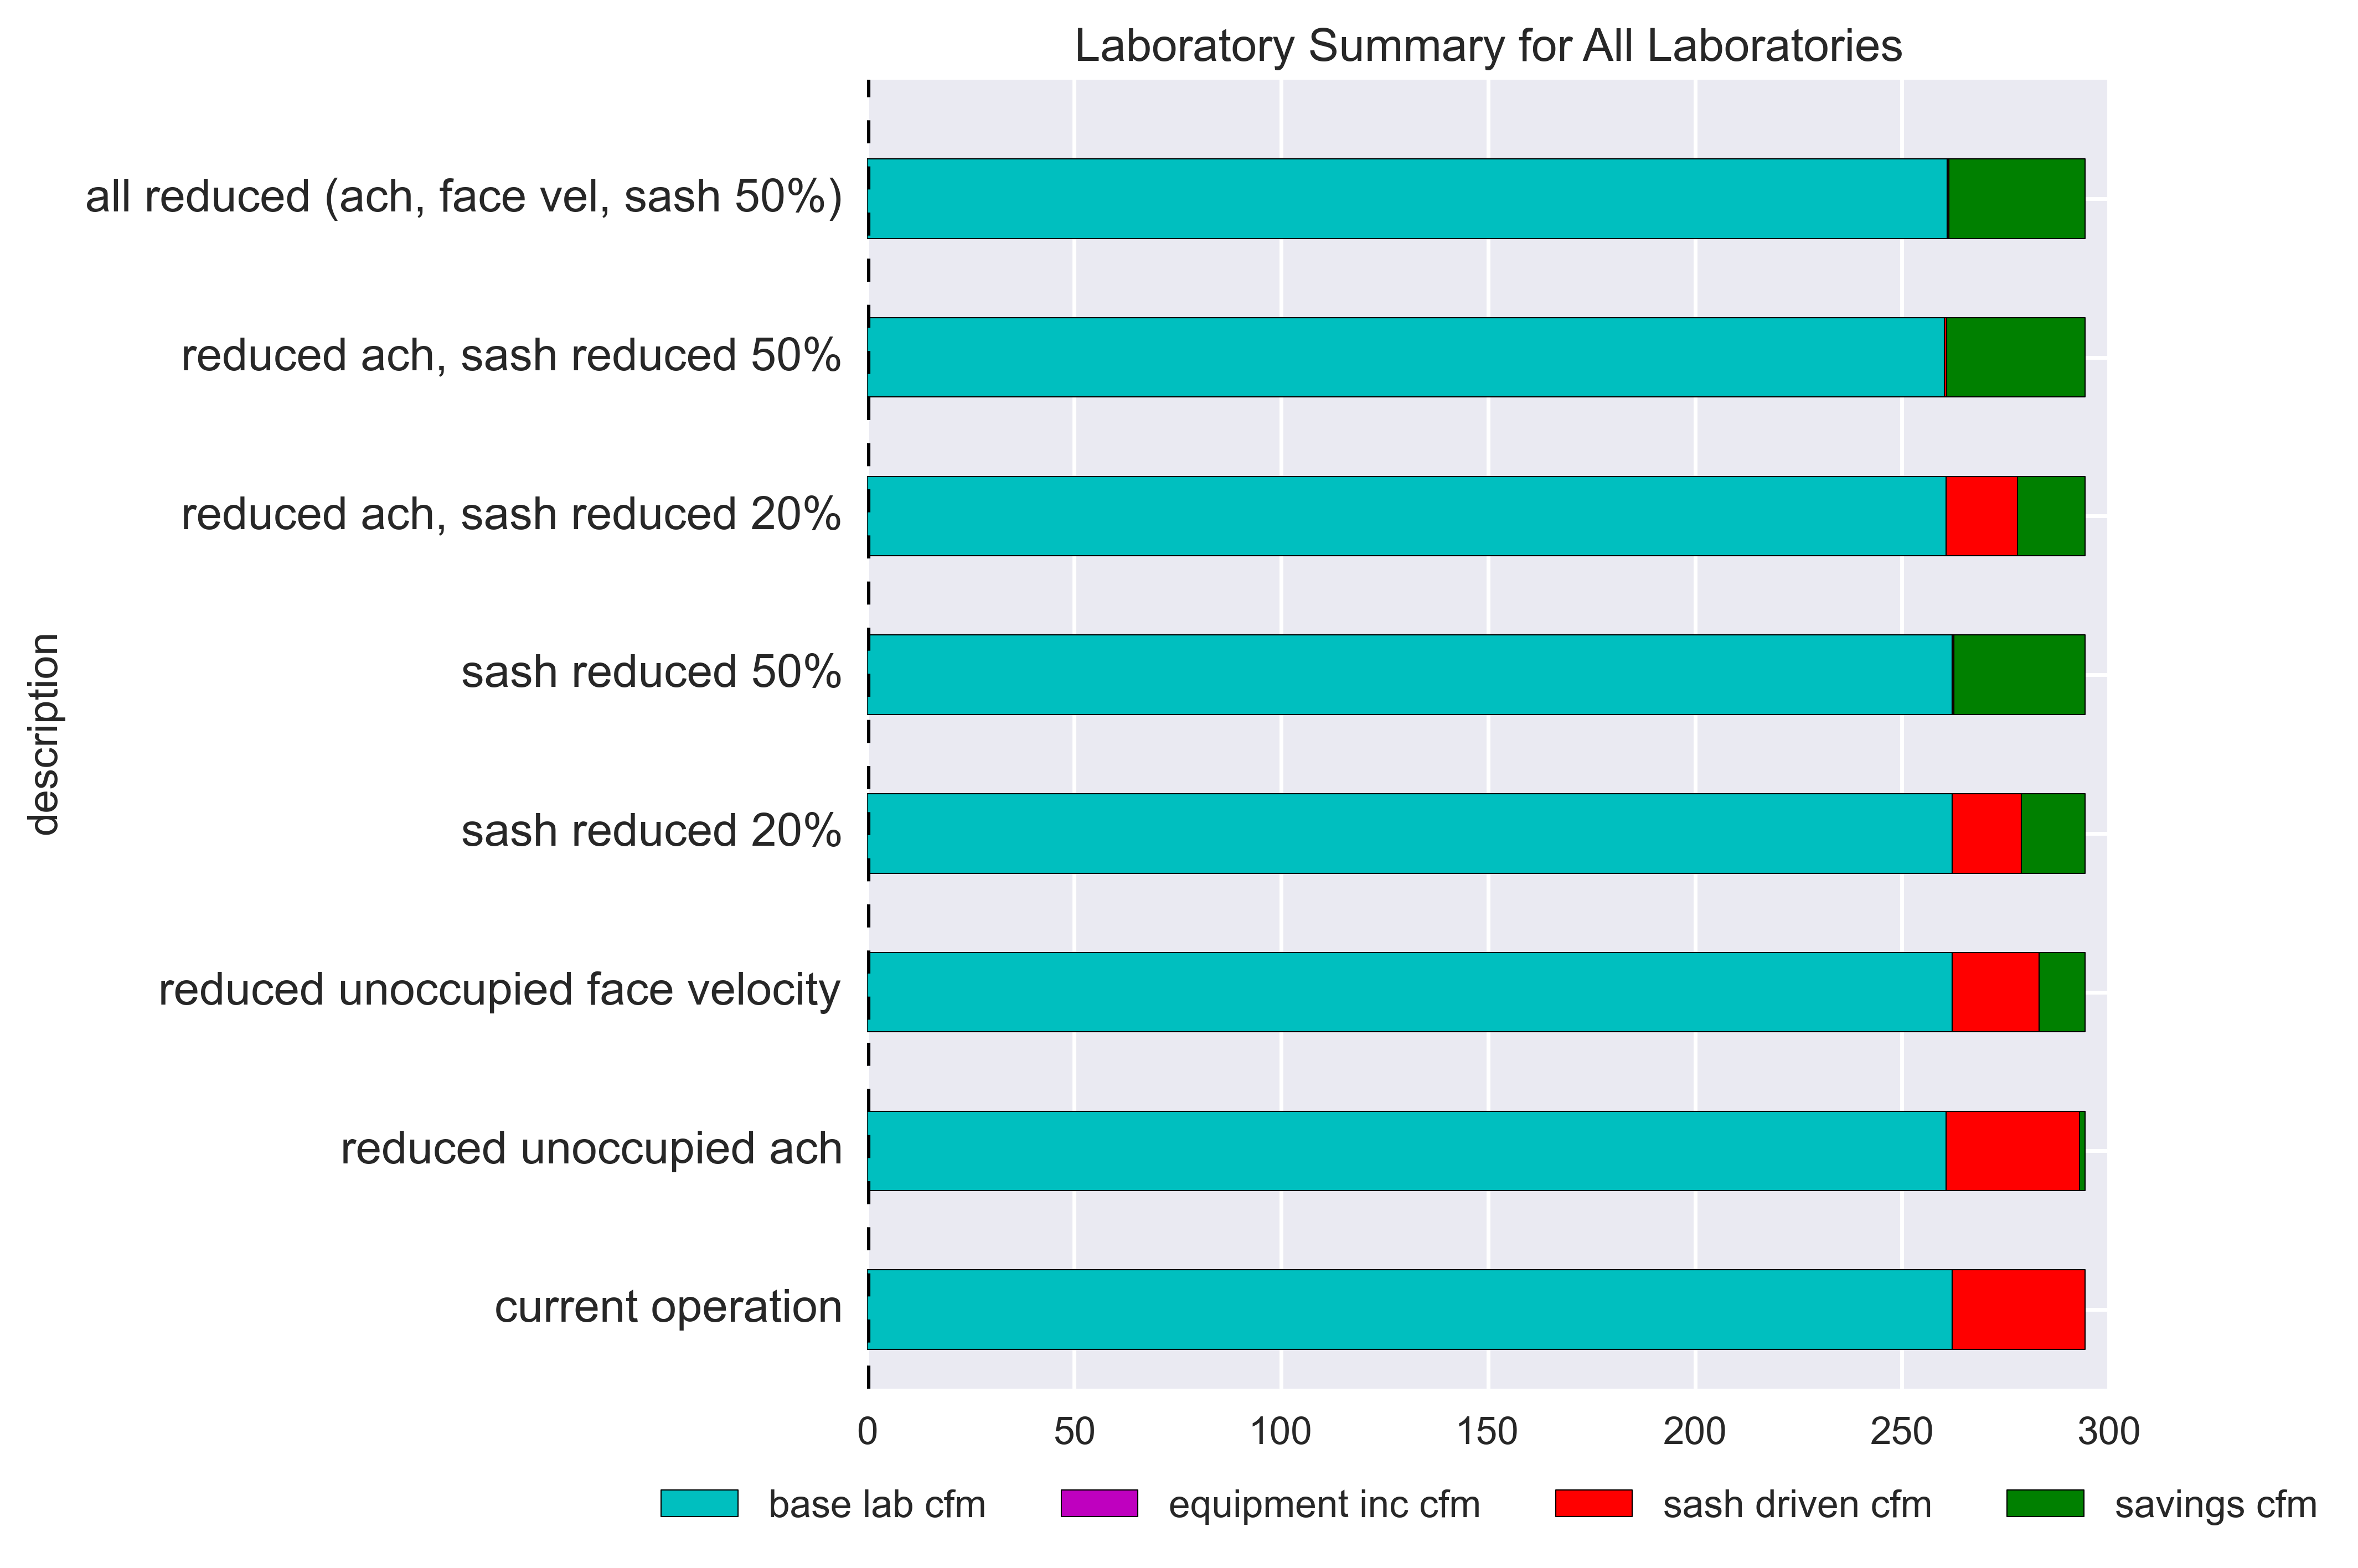 Laboratory Summary for All Laboratories
all reduced (ach, face vel, sash 50%)
reduced ach, sash reduced 50%
reduced ach, sash reduced 20%
sash reduced 50%
sash reduced 20%
reduced unoccupied face velocity
reduced unoccupied ach
current operation
description
0 50 100 150 200 250 300
base lab cfm equipment inc cfm sash driven cfm savings cfm